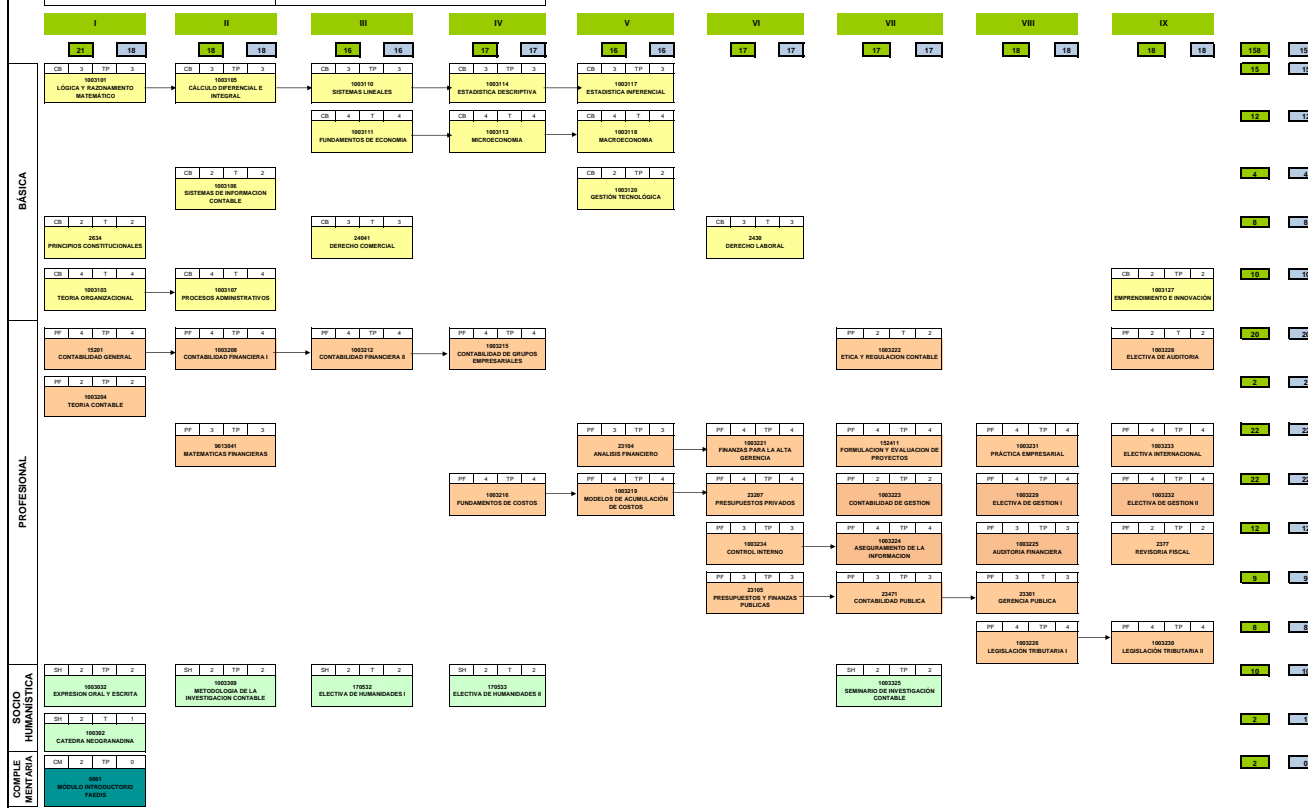 I II III IV V VI VII VIII IX
21 18 18 18 16 16 17 17 16 16 17 17 17 17 18 18 18 18 158
BÁSICA
CB 3 TP 3 CB 3 TP 3 CB 3 TP 3 CB 3 TP 3 CB 3 TP 3 15
1003101 1003105 1003110 1003114 1003117
LÓGICA Y RAZONAMIENTO MATEMÁTICO
CÁLCULO DIFERENCIAL E INTEGRAL
SISTEMAS LINEALES
ESTADISTICA DESCRIPTIVA
ESTADISTICA INFERENCIAL
CB 4 T 4 CB 4 T 4 CB 4 T 4 12
1003111 1003113 1003118
FUNDAMENTOS DE ECONOMIA
MICROECONOMIA
MACROECONOMIA
CB 2 T 2 CB 2 TP 2 4
1003106 1003120
SISTEMAS DE INFORMACION CONTABLE
GESTIÓN TECNOLÓGICA
CB 2 T 2 CB 3 T 3 CB 3 T 3 8 8
2634 24041 2430
PRINCIPIOS CONSTITUCIONALES
DERECHO COMERCIAL
DERECHO LABORAL
CB 4 T 4 CB 4 T 4 CB 2 TP 2 10
1003103 1003107 1003127
TEORIA ORGANIZACIONAL
PROCESOS ADMINISTRATIVOS
EMPRENDIMIENTO E INNOVACIÓN
PROFESIONAL
PF 4 TP 4 PF 4 TP 4 PF 4 TP 4 PF 4 TP 4 PF 2 T 2 PF 2 T 2 20
15201 1003208 1003212 1003215 1003222 1003228
CONTABILIDAD GENERAL
CONTABILIDAD FINANCIERA I
CONTABILIDAD FINANCIERA II
CONTABILIDAD DE GRUPOS EMPRESARIALES
ETICA Y REGULACION CONTABLE
ELECTIVA DE AUDITORIA
PF 2 TP 2 2 2
1003204
TEORIA CONTABLE
PF 3 TP 3 PF 3 TP 3 PF 4 TP 4 PF 4 TP 4 PF 4 TP 4 PF 4 TP 4 22
9613041 23104 1003221 152411 1003231 1003233
MATEMATICAS FINANCIERAS
ANALISIS FINANCIERO
FINANZAS PARA LA ALTA GERENCIA
FORMULACION Y EVALUACION DE PROYECTOS
PRÁCTICA EMPRESARIAL
ELECTIVA INTERNACIONAL
PF 4 TP 4 PF 4 TP 4 PF 4 TP 4 PF 2 TP 2 PF 4 TP 4 PF 4 TP 4 22
1003216 1003219 23207 1003223 1003229 1003232
FUNDAMENTOS DE COSTOS
MODELOS DE ACUMULACIÓN DE COSTOS
PRESUPUESTOS PRIVADOS
CONTABILIDAD DE GESTION
ELECTIVA DE GESTION I
ELECTIVA DE GESTION II
PF 3 TP 3 PF 4 TP 4 PF 3 TP 3 PF 2 TP 2 12
1003234 1003224 1003225 2377
CONTROL INTERNO
ASEGURAMIENTO DE LA INFORMACION
AUDITORIA FINANCIERA
REVISORIA FISCAL
PF 3 TP 3 PF 3 TP 3 PF 3 T 3 9 9
23105 23471 23301
PRESUPUESTOS Y FINANZAS PUBLICAS
CONTABILIDAD PUBLICA
GERENCIA PUBLICA
PF 4 TP 4 PF 4 TP 4 8 8
1003226 1003230
LEGISLACIÓN TRIBUTARIA I
LEGISLACIÓN TRIBUTARIA II
SOCIO HUMANÍSTICA
SH 2 TP 2 SH 2 TP 2 SH 2 T 2 SH 2 T 2 SH 2 TP 2 10
1003032 1003309 170532 170533 1003325
EXPRESION ORAL Y ESCRITA
METODOLOGIA DE LA INVESTIGACION CONTABLE
ELECTIVA DE HUMANIDADES I
ELECTIVA DE HUMANIDADES II
SEMINARIO DE INVESTIGACIÓN CONTABLE
SH 2 T 1 2 1
100302
CATEDRA NEOGRANADINA
COMPLE MENTARIA
CM 2 TP 0 2 0
0901
MÓDULO INTRODUCTORIO FAEDIS